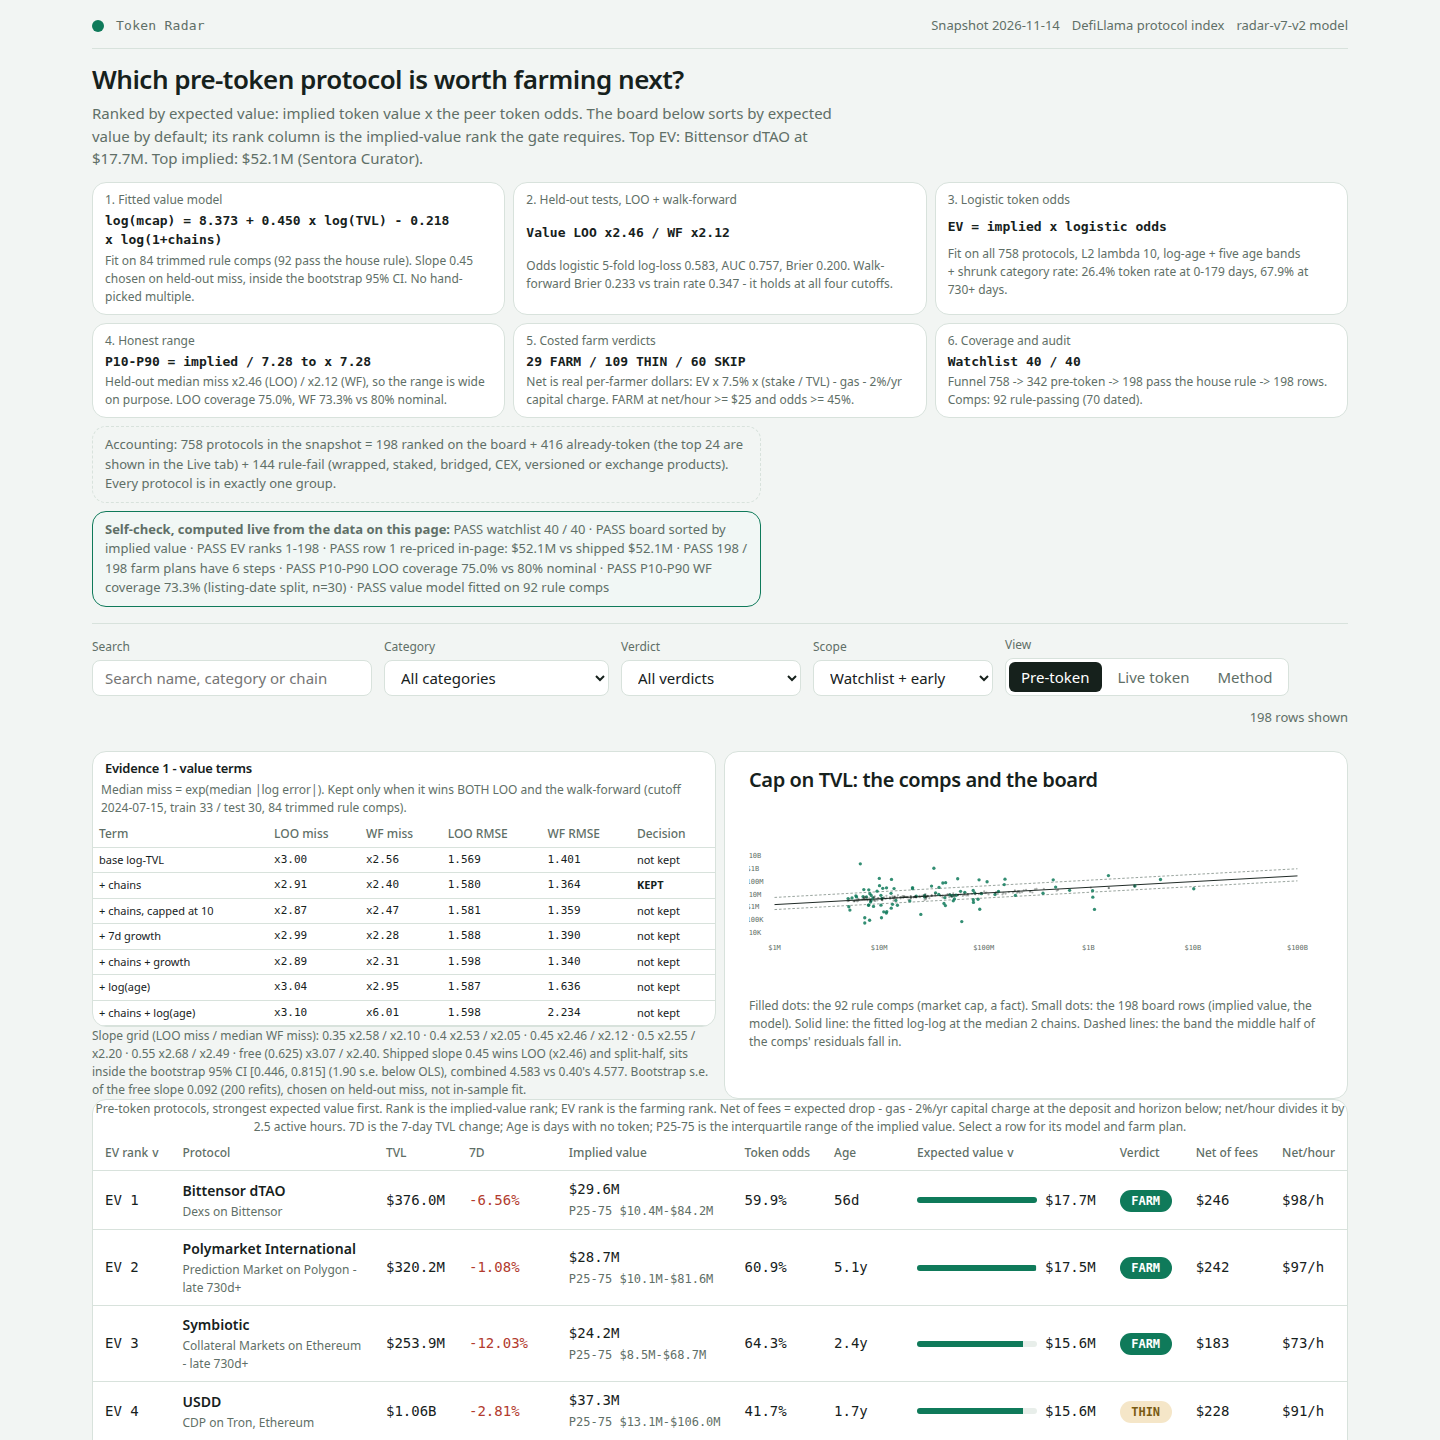 Token Radar
Snapshot 2026-11-14 DefiLlama protocol index radar-v7-v2 model
Which pre-token protocol is worth farming next?
Ranked by expected value: implied token value x the peer token odds. The board below sorts by expected
value by default; its rank column is the implied-value rank the gate requires. Top EV: Bittensor dTAO at
$17.7M. Top implied: $52.1M (Sentora Curator).
1. Fitted value model
log(mcap) = 8.373 + 0.450 x log(TVL) - 0.218
x log(1+chains)
Fit on 84 trimmed rule comps (92 pass the house rule). Slope 0.45
chosen on held-out miss, inside the bootstrap 95% CI. No hand-
picked multiple.
2. Held-out tests, LOO + walk-forward
Value LOO x2.46 / WF x2.12
Odds logistic 5-fold log-loss 0.583, AUC 0.757, Brier 0.200. Walk-
forward Brier 0.233 vs train rate 0.347 - it holds at all four cutoffs.
3. Logistic token odds
EV = implied x logistic odds
Fit on all 758 protocols, L2 lambda 10, log-age + five age bands
+ shrunk category rate: 26.4% token rate at 0-179 days, 67.9% at
730+ days.
4. Honest range
P10-P90 = implied / 7.28 to x 7.28
Held-out median miss x2.46 (LOO) / x2.12 (WF), so the range is wide
on purpose. LOO coverage 75.0%, WF 73.3% vs 80% nominal.
5. Costed farm verdicts
29 FARM / 109 THIN / 60 SKIP
Net is real per-farmer dollars: EV x 7.5% x (stake / TVL) - gas - 2%/yr
capital charge. FARM at net/hour >= $25 and odds >= 45%.
6. Coverage and audit
Watchlist 40 / 40
Funnel 758 -> 342 pre-token -> 198 pass the house rule -> 198 rows.
Comps: 92 rule-passing (70 dated).
Accounting: 758 protocols in the snapshot = 198 ranked on the board + 416 already-token (the top 24 are
shown in the Live tab) + 144 rule-fail (wrapped, staked, bridged, CEX, versioned or exchange products).
Every protocol is in exactly one group.
Self-check, computed live from the data on this page: PASS watchlist 40 / 40 · PASS board sorted by
implied value · PASS EV ranks 1-198 · PASS row 1 re-priced in-page: $52.1M vs shipped $52.1M · PASS 198 /
198 farm plans have 6 steps · PASS P10-P90 LOO coverage 75.0% vs 80% nominal · PASS P10-P90 WF
coverage 73.3% (listing-date split, n=30) · PASS value model fitted on 92 rule comps
Search Category Verdict Scope View
Search name, category or chain All categories All verdicts Watchlist + early Pre-token Live token Method
198 rows shown
Evidence 1 - value terms
Median miss = exp(median |log error|). Kept only when it wins BOTH LOO and the walk-forward (cutoff
2024-07-15, train 33 / test 30, 84 trimmed rule comps).
Term LOO miss WF miss LOO RMSE WF RMSE Decision
base log-TVL x3.00 x2.56 1.569 1.401 not kept
+ chains x2.91 x2.40 1.580 1.364 KEPT
+ chains, capped at 10 x2.87 x2.47 1.581 1.359 not kept
+ 7d growth x2.99 x2.28 1.588 1.390 not kept
+ chains + growth x2.89 x2.31 1.598 1.340 not kept
+ log(age) x3.04 x2.95 1.587 1.636 not kept
+ chains + log(age) x3.10 x6.01 1.598 2.234 not kept
Slope grid (LOO miss / median WF miss): 0.35 x2.58 / x2.10 · 0.4 x2.53 / x2.05 · 0.45 x2.46 / x2.12 · 0.5 x2.55 /
x2.20 · 0.55 x2.68 / x2.49 · free (0.625) x3.07 / x2.40. Shipped slope 0.45 wins LOO (x2.46) and split-half, sits
inside the bootstrap 95% CI [0.446, 0.815] (1.90 s.e. below OLS), combined 4.583 vs 0.40's 4.577. Bootstrap s.e.
of the free slope 0.092 (200 refits), chosen on held-out miss, not in-sample fit.
Cap on TVL: the comps and the board
10B
$1B
100M
10M
$1M
100K
10K
$1M $10M $100M $1B $10B $100B
Filled dots: the 92 rule comps (market cap, a fact). Small dots: the 198 board rows (implied value, the
model). Solid line: the fitted log-log at the median 2 chains. Dashed lines: the band the middle half of
the comps' residuals fall in.
Pre-token protocols, strongest expected value first. Rank is the implied-value rank; EV rank is the farming rank. Net of fees = expected drop - gas - 2%/yr capital charge at the deposit and horizon below; net/hour divides it by
2.5 active hours. 7D is the 7-day TVL change; Age is days with no token; P25-75 is the interquartile range of the implied value. Select a row for its model and farm plan.
EV rank v Protocol TVL 7D Implied value Token odds Age Expected value v Verdict Net of fees Net/hour
EV 1 Bittensor dTAO $376.0M -6.56% $29.6M 59.9% 56d $17.7M FARM $246 $98/h
Dexs on Bittensor P25-75 $10.4M-$84.2M
EV 2 Polymarket International $320.2M -1.08% $28.7M 60.9% 5.1y $17.5M FARM $242 $97/h
Prediction Market on Polygon - P25-75 $10.1M-$81.6M
late 730d+
EV 3 Symbiotic $253.9M -12.03% $24.2M 64.3% 2.4y $15.6M FARM $183 $73/h
Collateral Markets on Ethereum P25-75 $8.5M-$68.7M
- late 730d+
EV 4 USDD $1.06B -2.81% $37.3M 41.7% 1.7y $15.6M THIN $228 $91/h
CDP on Tron, Ethereum P25-75 $13.1M-$106.0M